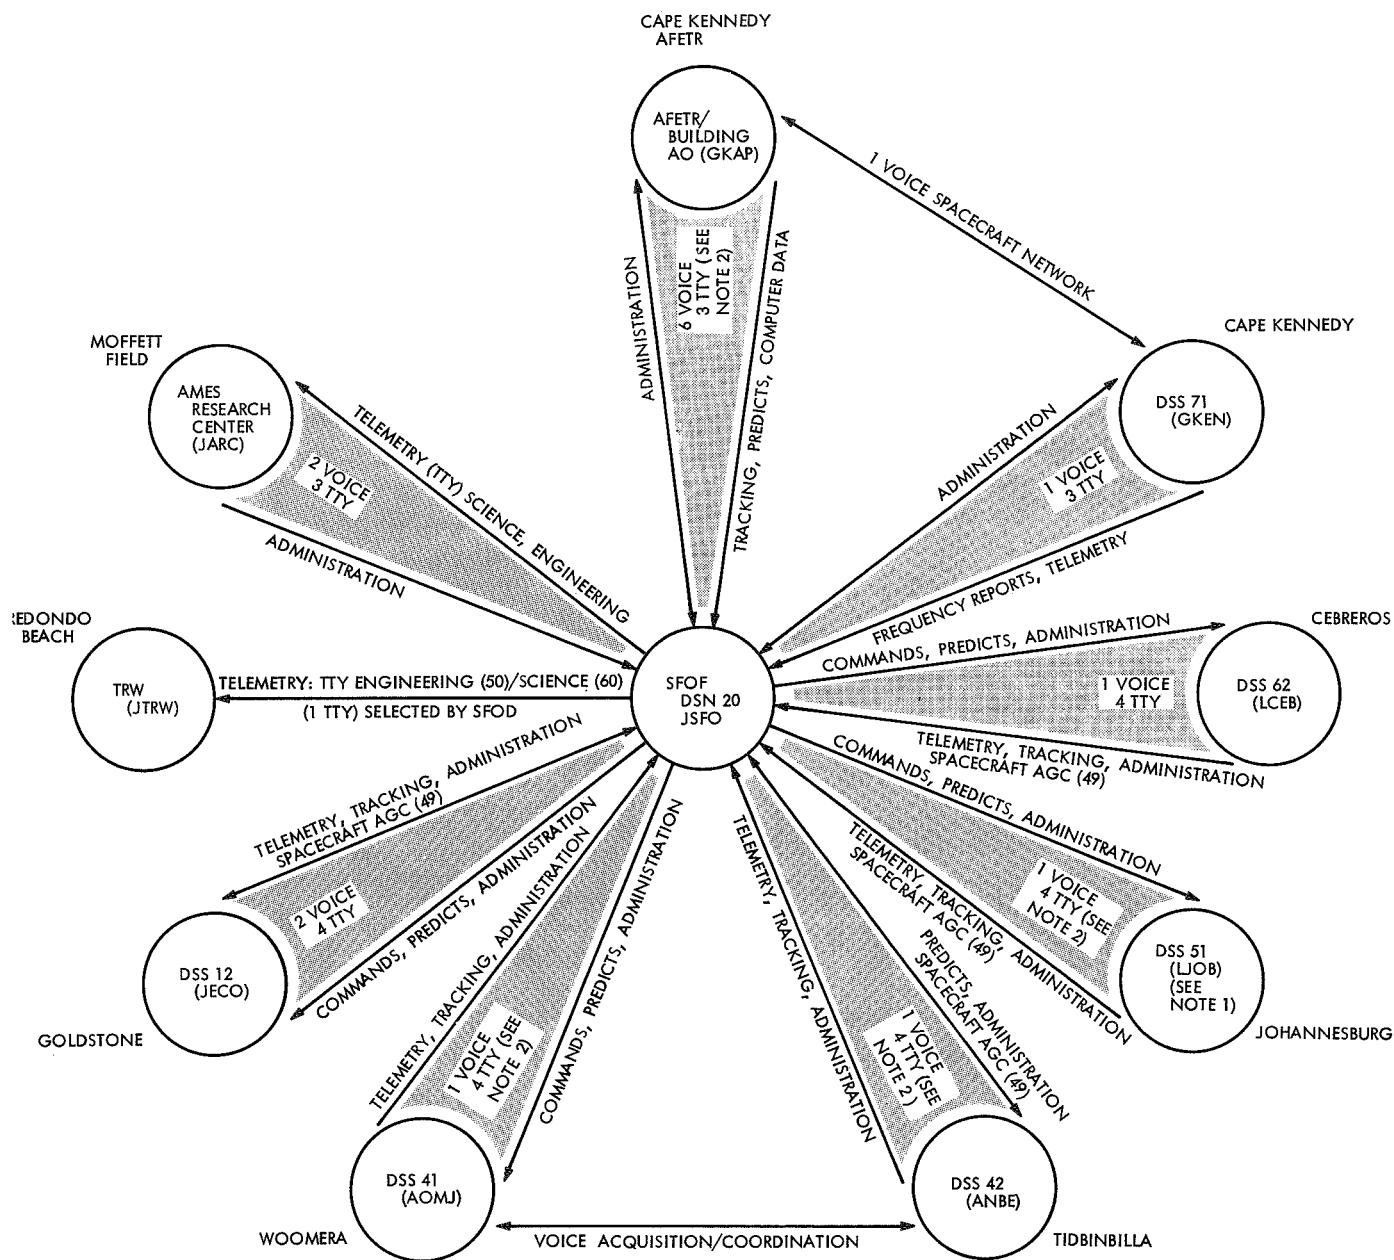 CAPE KENNEDY
AFETR
AFETR/
BUILDING
AO (GKAP)
1 VOICE SPACECRAFT NETWORK
ADMINISTRATION
6 VOICE
3 TTY (SEE
NOTE 2)
TRACKING, PREDICTS, COMPUTER DATA
CAPE KENNEDY
DSS 71
(GKEN)
ADMINISTRATION
1 VOICE
3 TTY
FREQUENCY REPORTS, TELEMETRY
MOFFETT
FIELD
AMES
RESEARCH
CENTER
(JARC)
TELEMETRY (TTY) SCIENCE, ENGINEERING
2 VOICE
3 TTY
ADMINISTRATION
REDONDO
BEACH
TRW
(JTRW)
TELEMETRY: TTY ENGINEERING (50)/SCIENCE (60)
(1 TTY) SELECTED BY SFOD
SFOF
DSN 20
JSFO
COMMANDS, PREDICTS, ADMINISTRATION
CEBREROS
1 VOICE
4 TTY
DSS 62
(LCEB)
TELEMETRY, TRACKING, ADMINISTRATION
SPACECRAFT AGC (49)
TELEMETRY, TRACKING, ADMINISTRATION
SPACECRAFT AGC (49)
2 VOICE
4 TTY
COMMANDS, PREDICTS, ADMINISTRATION
DSS 12
(JECO)
GOLDSTONE
TELEMETRY, TRACKING, ADMINISTRATION
1 VOICE
4 TTY (SEE
NOTE 2)
COMMANDS, PREDICTS, ADMINISTRATION
DSS 41
(AOMJ)
WOOMERA
TELEMETRY, TRACKING, ADMINISTRATION
1 VOICE
4 TTY (SEE
NOTE 2 )
PREDICTS, ADMINISTRATION
SPACECRAFT AGC (49)
DSS 42
(ANBE)
TIDBINBILLA
COMMANDS, PREDICTS, ADMINISTRATION
1 VOICE
4 TTY (SEE
NOTE 2)
TELEMETRY, TRACKING, ADMINISTRATION
SPACECRAFT AGC (49)
DSS 51
(LJOB)
(SEE
NOTE 1)
JOHANNESBURG
VOICE ACQUISITION/COORDINATION